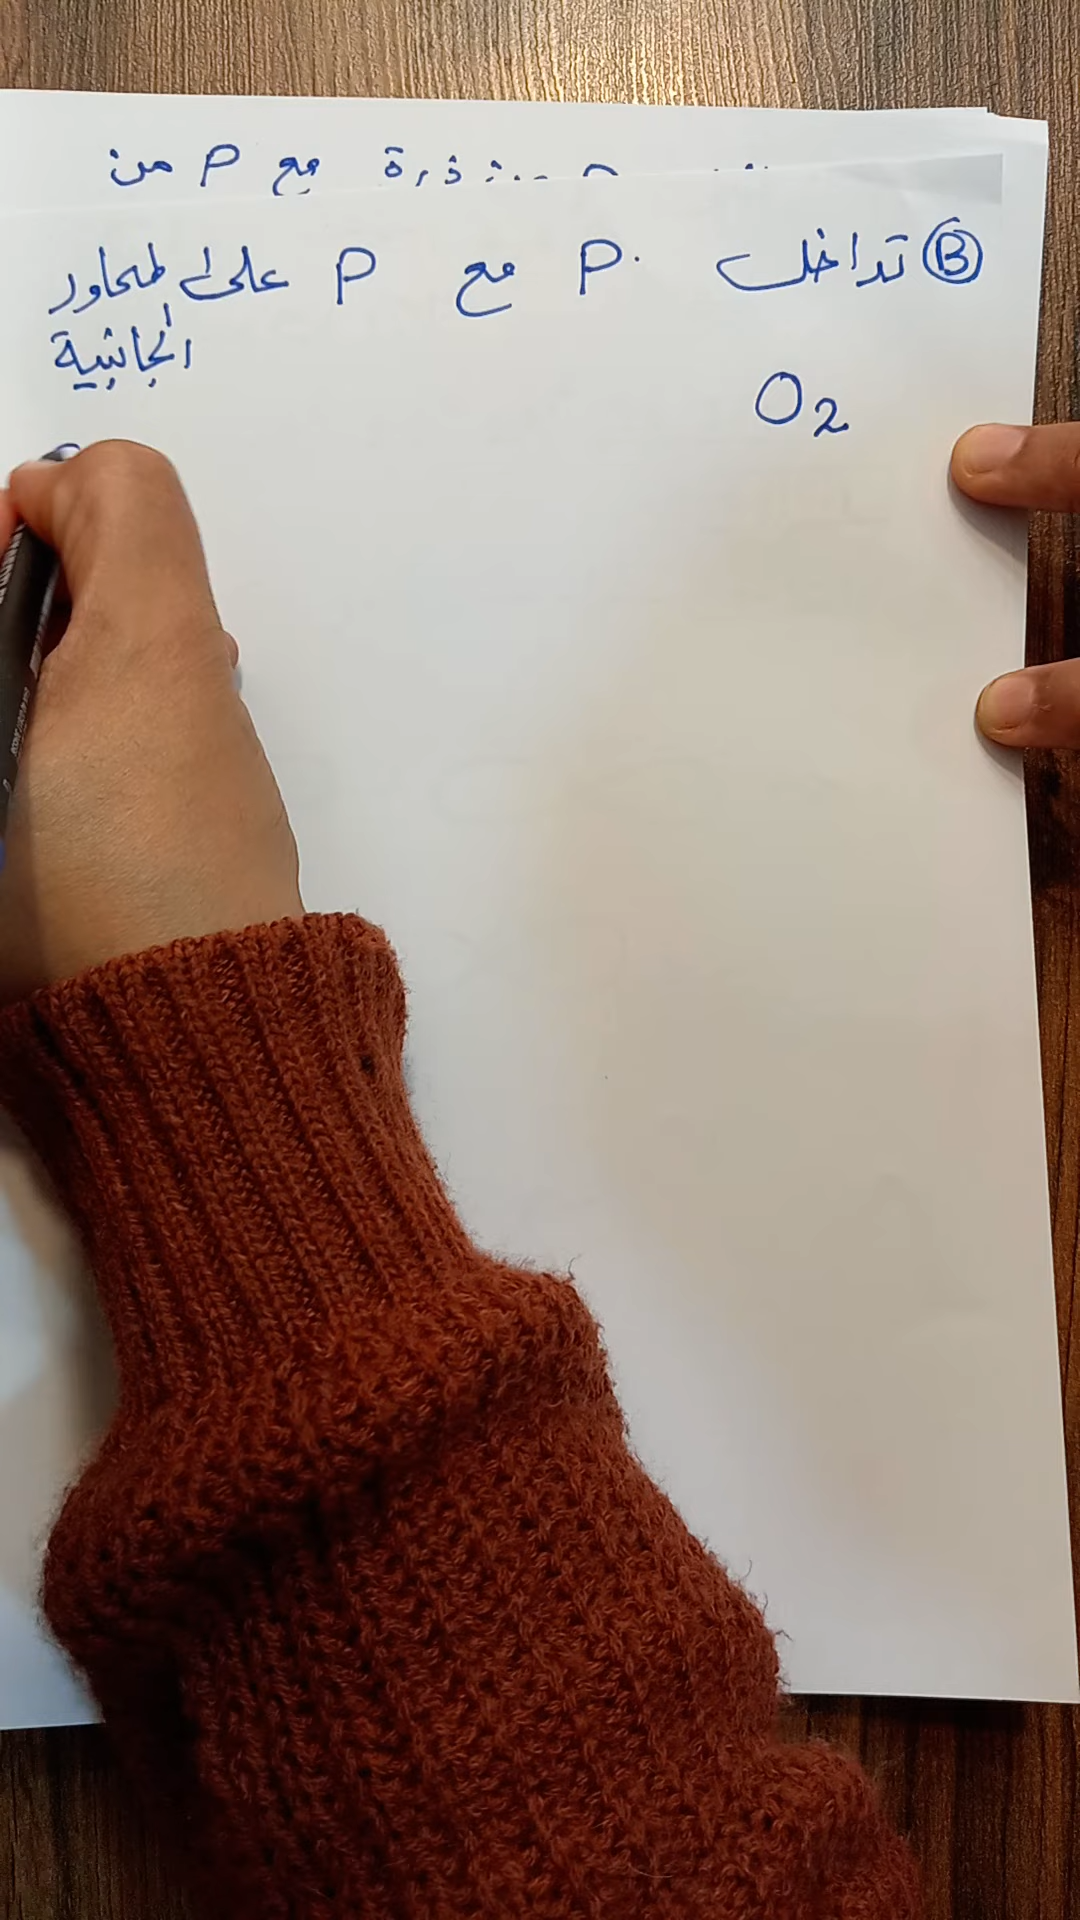 ذرة مع P من
Ⓑ تداخل P مع P على المحاور
الجانبية
O₂